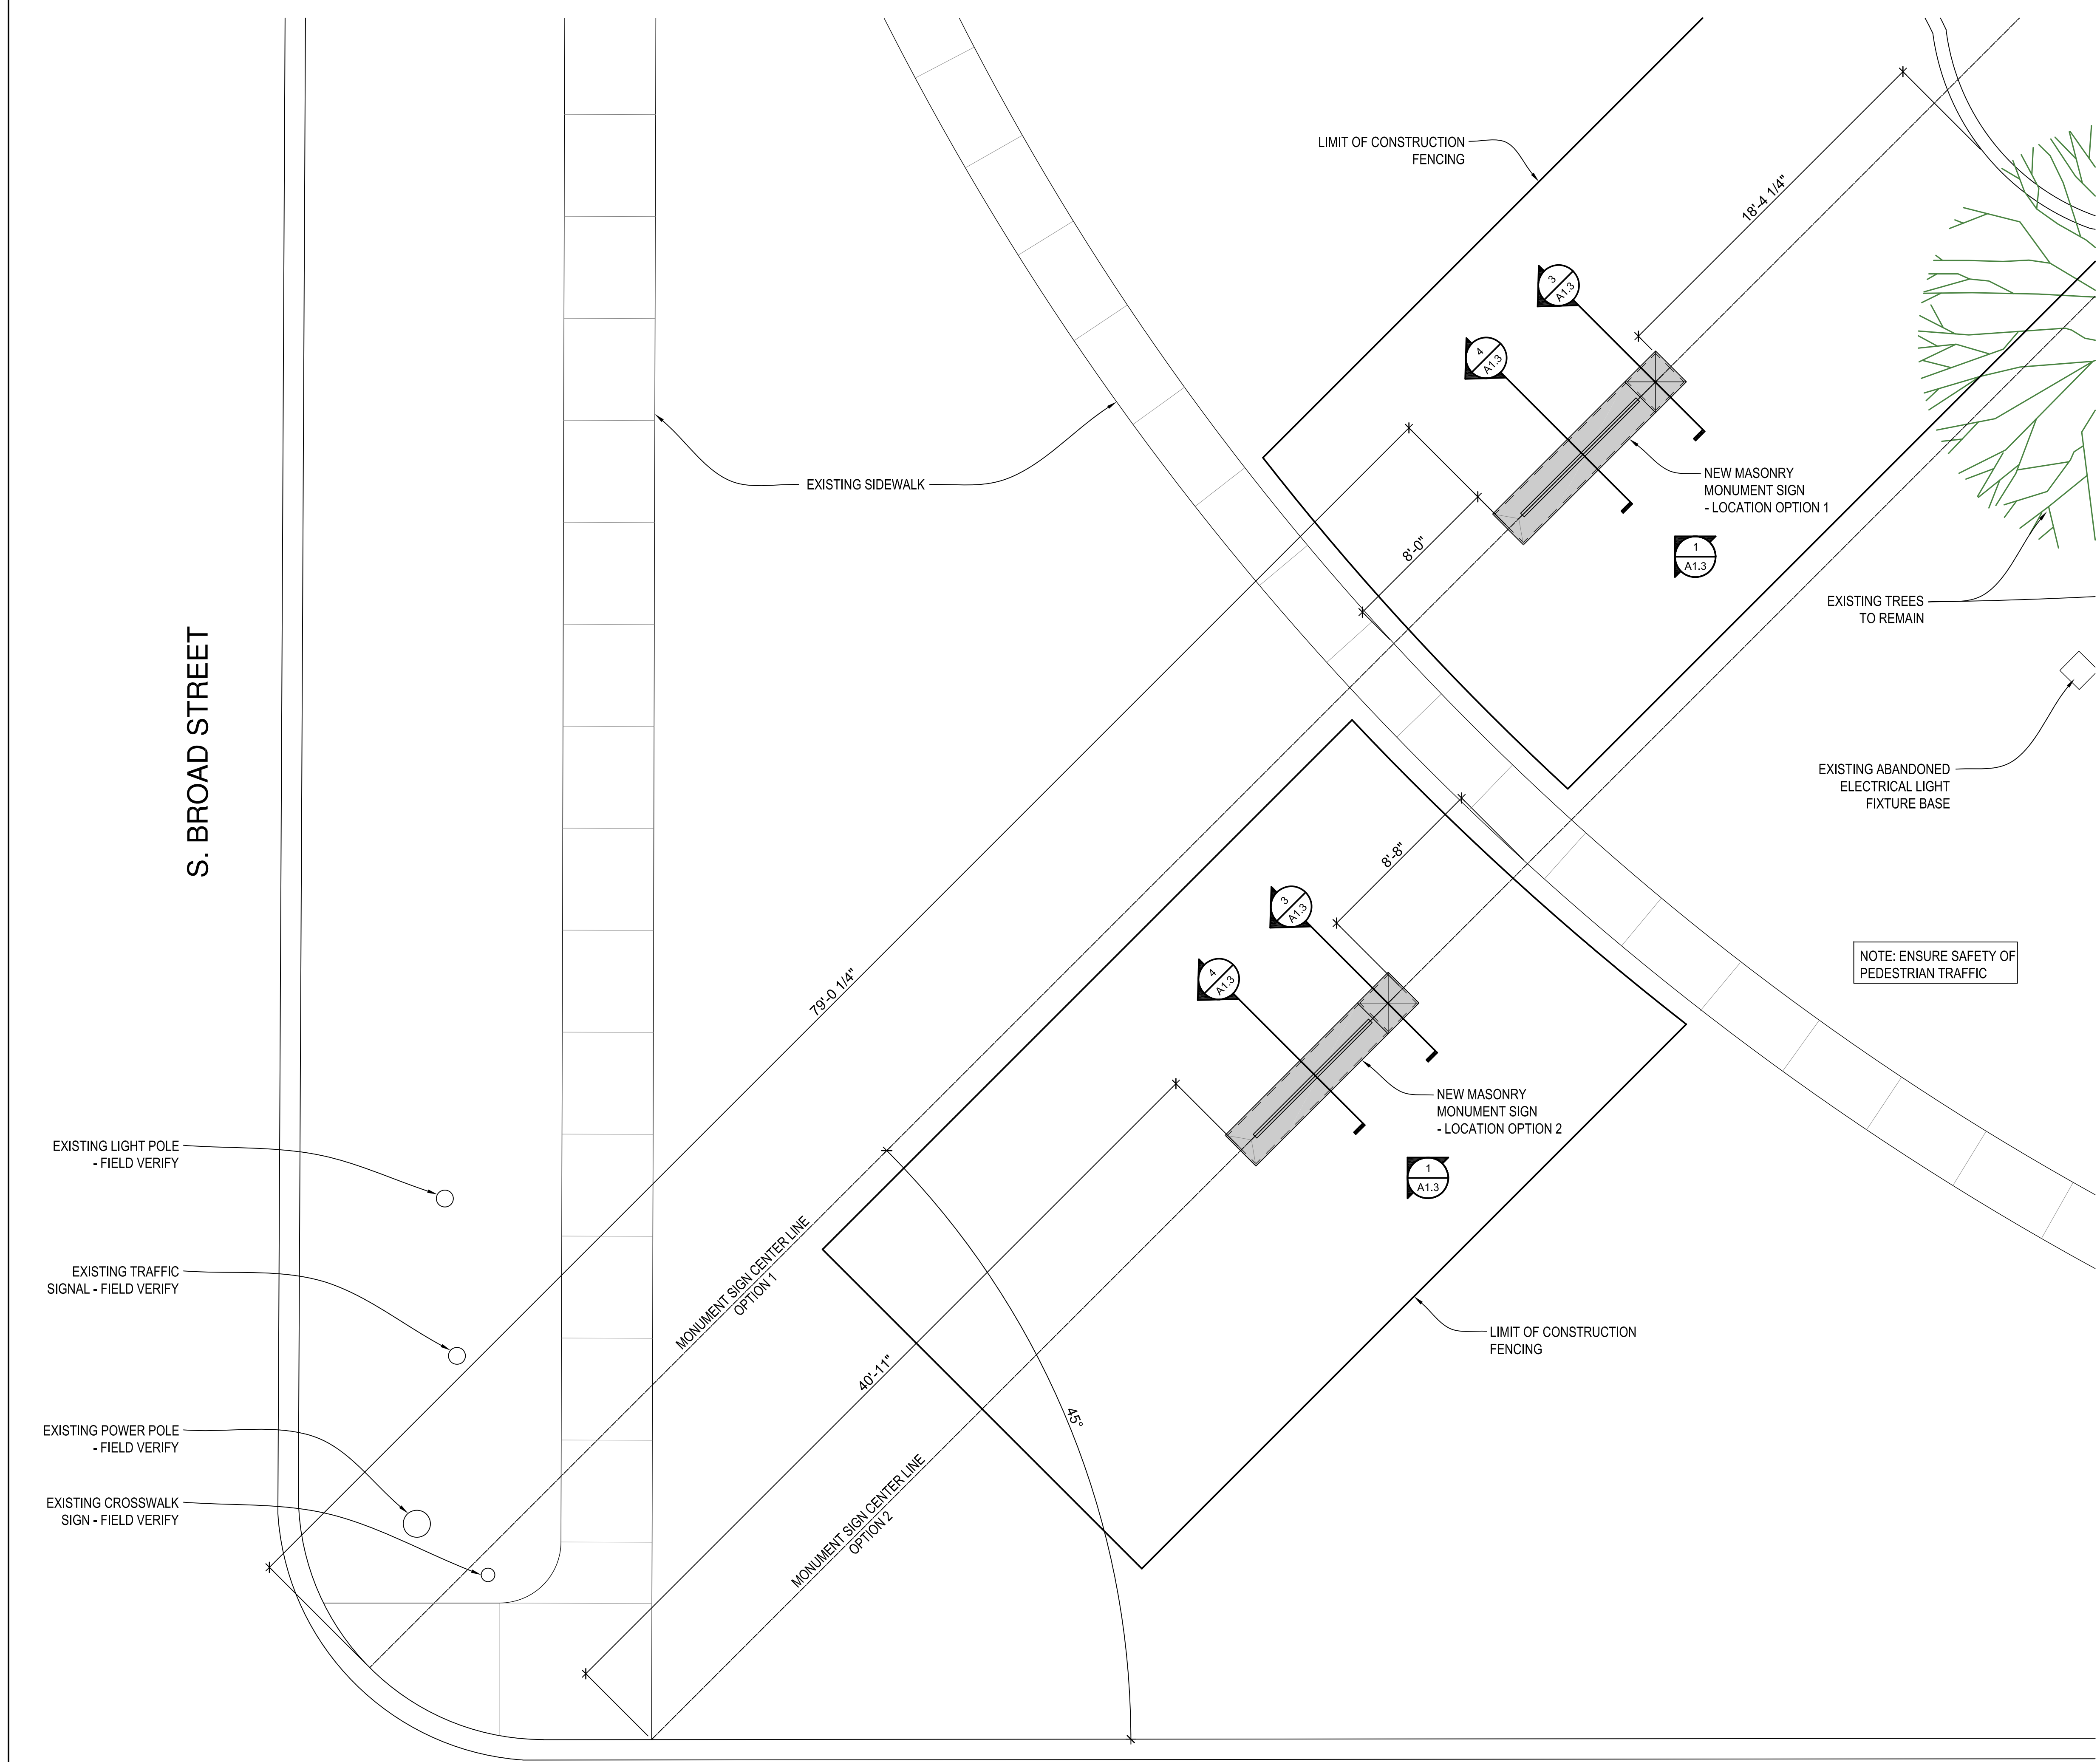 LIMIT OF CONSTRUCTION
FENCING
18'-4 1/4"
3
A1.3
4
A1.3
EXISTING SIDEWALK
NEW MASONRY
MONUMENT SIGN
- LOCATION OPTION 1
8'-0"
1
A1.3
EXISTING TREES
TO REMAIN
S. BROAD STREET
EXISTING ABANDONED
ELECTRICAL LIGHT
FIXTURE BASE
8'-8"
3
A1.3
4
A1.3
NOTE: ENSURE SAFETY OF
PEDESTRIAN TRAFFIC
79'-0 1/4"
NEW MASONRY
MONUMENT SIGN
- LOCATION OPTION 2
1
A1.3
EXISTING LIGHT POLE
- FIELD VERIFY
EXISTING TRAFFIC
SIGNAL - FIELD VERIFY
MONUMENT SIGN CENTER LINE
OPTION 1
LIMIT OF CONSTRUCTION
FENCING
40'-11"
45°
EXISTING POWER POLE
- FIELD VERIFY
MONUMENT SIGN CENTER LINE
OPTION 2
EXISTING CROSSWALK
SIGN - FIELD VERIFY